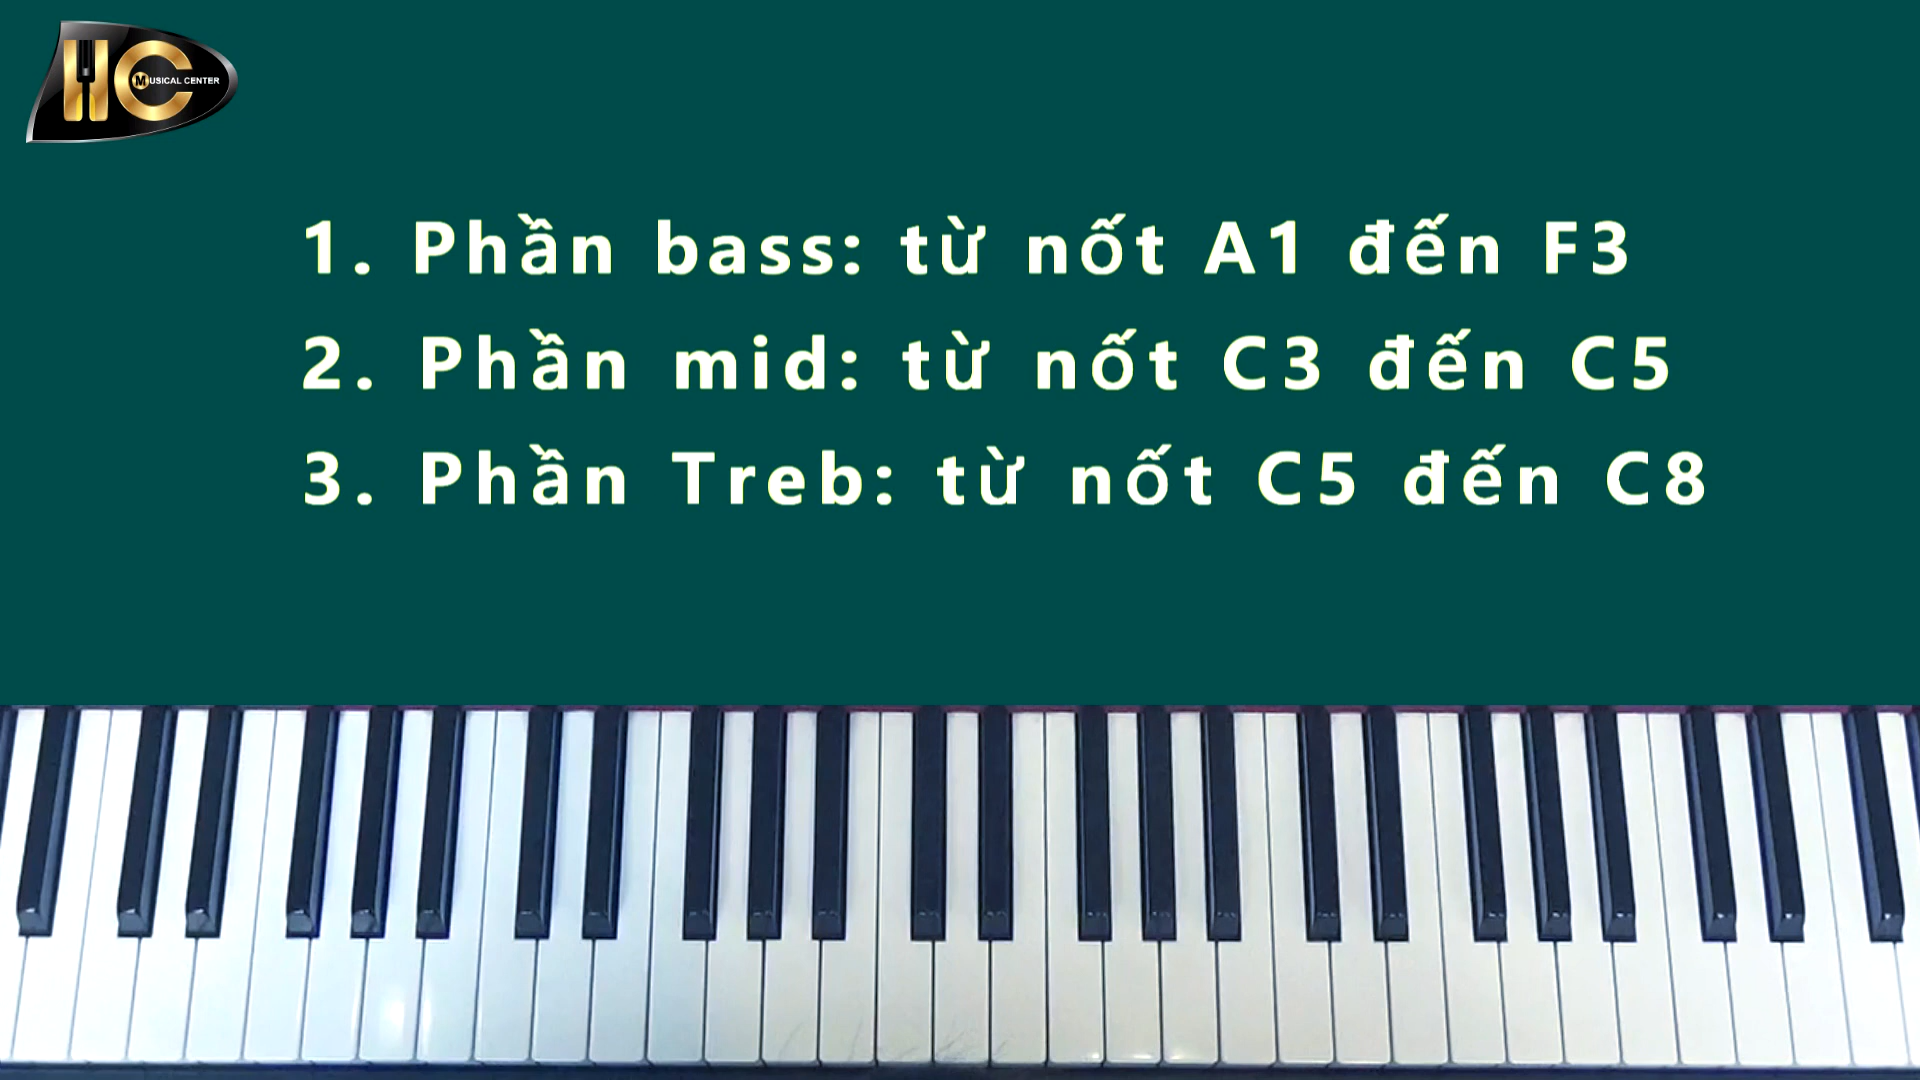 HC
MUSICAL CENTER
1. Phần bass: từ nốt A1 đến F3
2. Phần mid: từ nốt C3 đến C5
3. Phần Treb: từ nốt C5 đến C8